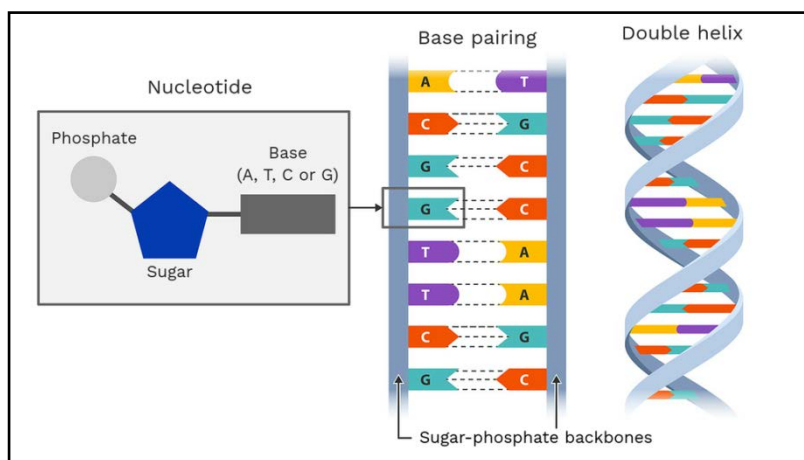 Nucleotide
Phosphate
Base
(A, T, C or G)
Sugar
Base pairing
A T
C G
G C
G C
T A
T A
C G
G C
Sugar-phosphate backbones
Double helix